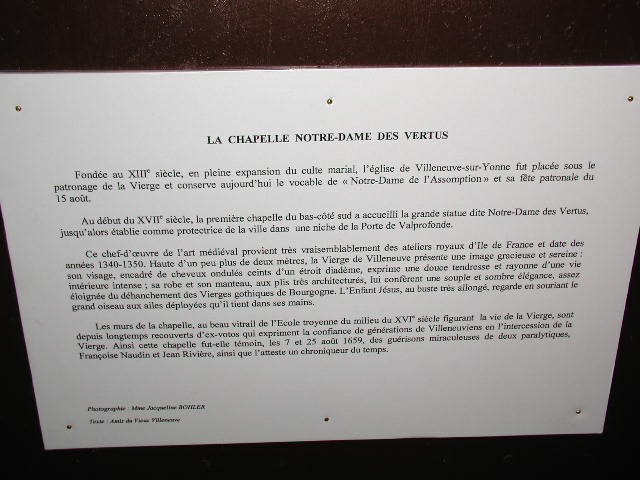 LA CHAPELLE NOTRE-DAME DES VERTUS
Fondée au XIIIe siècle, en pleine expansion du culte marial, l'église de Villeneuve-sur-Yonne fut placée sous le
patronage de la Vierge et conserve aujourd'hui le vocable de « Notre-Dame de l'Assomption » et sa fête patronale du
15 août.
Au début du XVIIe siècle, la première chapelle du bas-côté sud a accueilli la grande statue dite Notre-Dame des Vertus,
jusqu'alors établie comme protectrice de la ville dans une niche de la Porte de Valprofonde.
Ce chef-d'œuvre de l'art médiéval provient très vraisemblablement des ateliers royaux d'Ile de France et date des
années 1340-1350. Haute d'un peu plus de deux mètres, la Vierge de Villeneuve présente une image gracieuse et sereine :
son visage, encadré de cheveux ondulés ceints d'un étroit diadème, exprime une douce tendresse et rayonne d'une vie
intérieure intense ; sa robe et son manteau, aux plis très architecturés, lui confèrent une souple et sombre élégance, assez
éloignée du déhanchement des Vierges gothiques de Bourgogne. L'Enfant Jésus, au buste très allongé, regarde en souriant le
grand oiseau aux ailes déployées qu'il tient dans ses mains.
Les murs de la chapelle, au beau vitrail de l'Ecole troyenne du milieu du XVIe siècle figurant la vie de la Vierge, sont
depuis longtemps recouverts d'ex-votos qui expriment la confiance de générations de Villeneuviens en l'intercession de la
Vierge. Ainsi cette chapelle fut-elle témoin, les 7 et 25 août 1659, des guérisons miraculeuses de deux paralytiques,
Françoise Naudin et Jean Rivière, ainsi que l'atteste un chroniqueur du temps.
Photographie : Mme Jacqueline BOHLER
Texte : Amis du Vieux Villeneuve